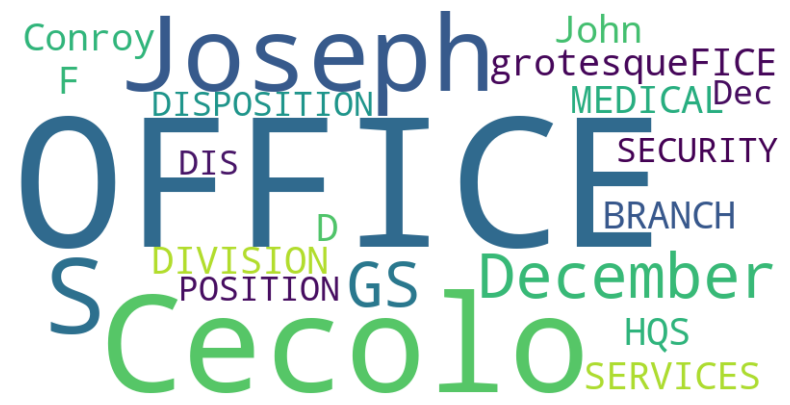 Conroy
Joseph
John
F
grotesqueFICE
DISPOSITION
MEDICAL
Dec
OFFICE
DIS
SECURITY
D
BRANCH
DIVISION
S
POSITION
GS
December
Cecolo
HQS
SERVICES